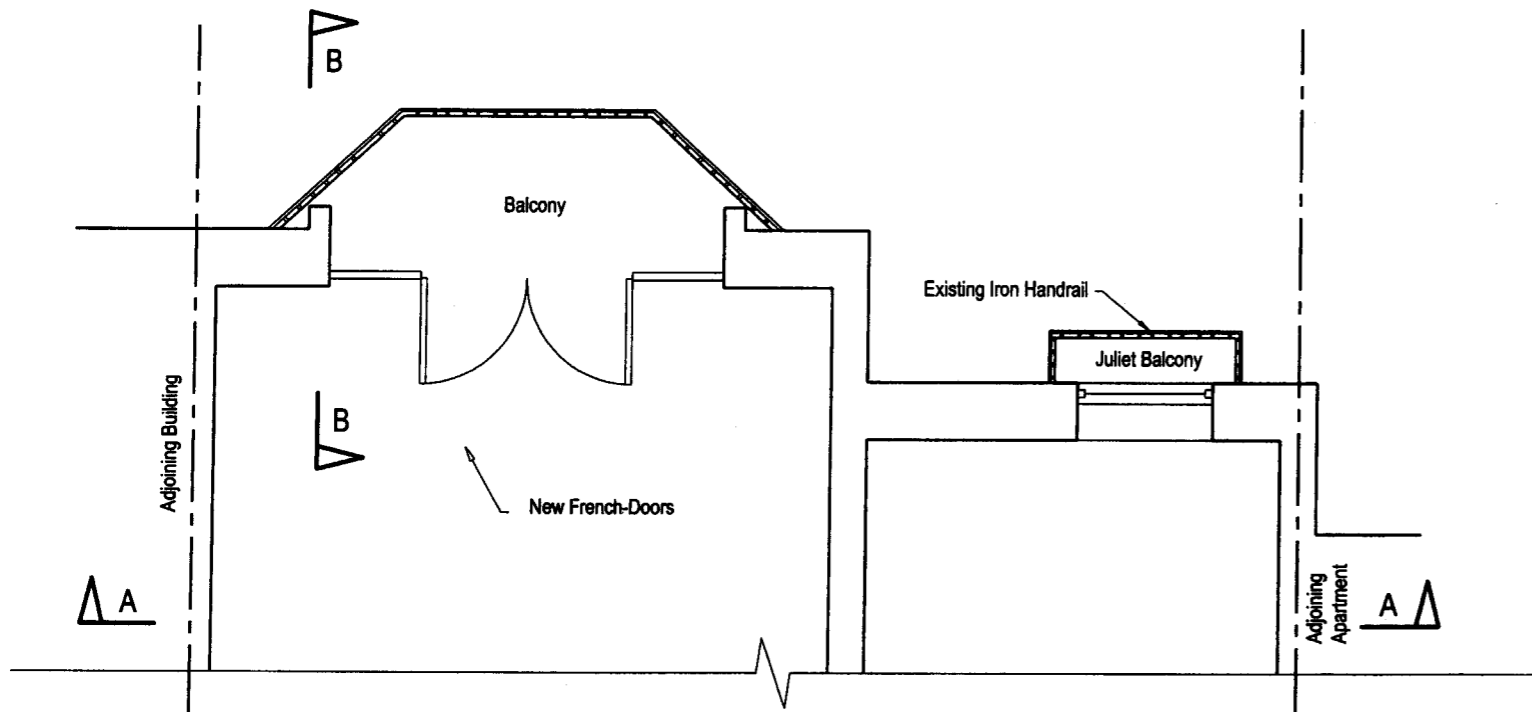 B
Balcony
Existing Iron Handrail
Juliet Balcony
Adjoining Building
B
New French-Doors
A
Adjoining
Apartment
A